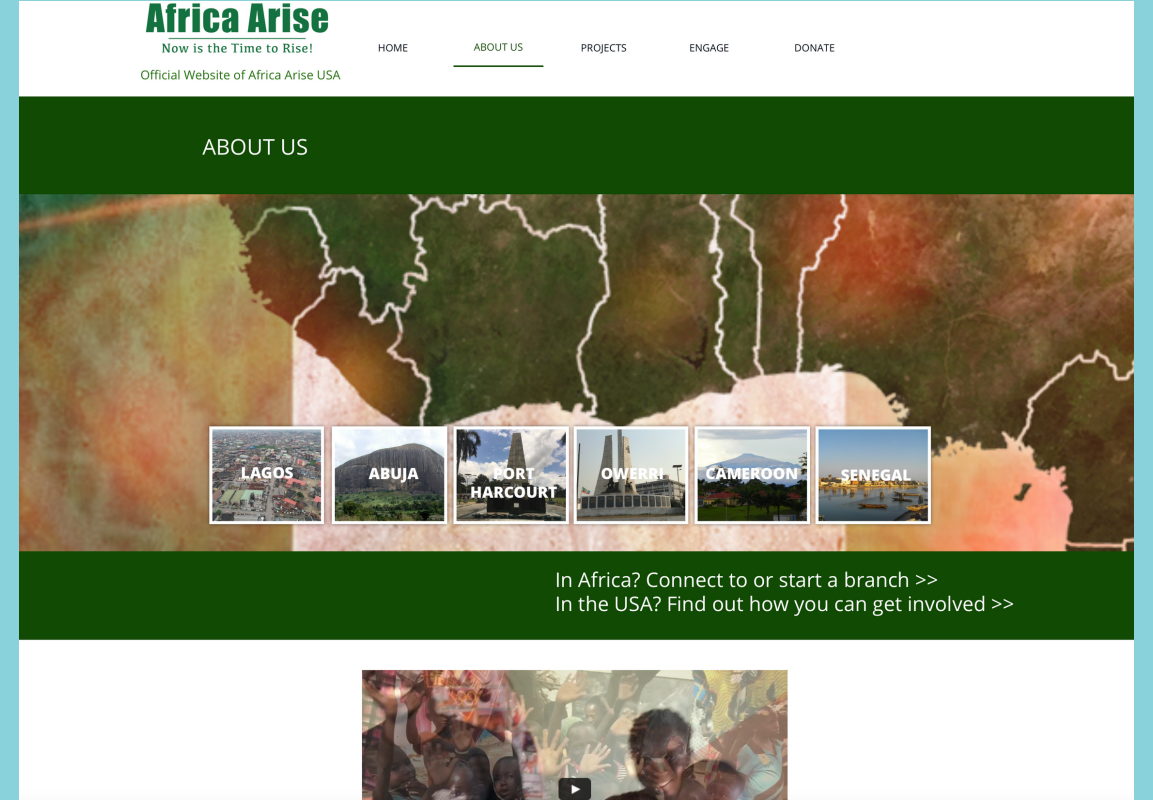 Africa Arise
Now is the Time to Rise!
Official Website of Africa Arise USA
HOME
ABOUT US
PROJECTS
ENGAGE
DONATE
ABOUT US
LAGOS
ABUJA
PORT
HARCOURT
OWERRI
CAMEROON
SENEGAL
In Africa? Connect to or start a branch >>
In the USA? Find out how you can get involved >>